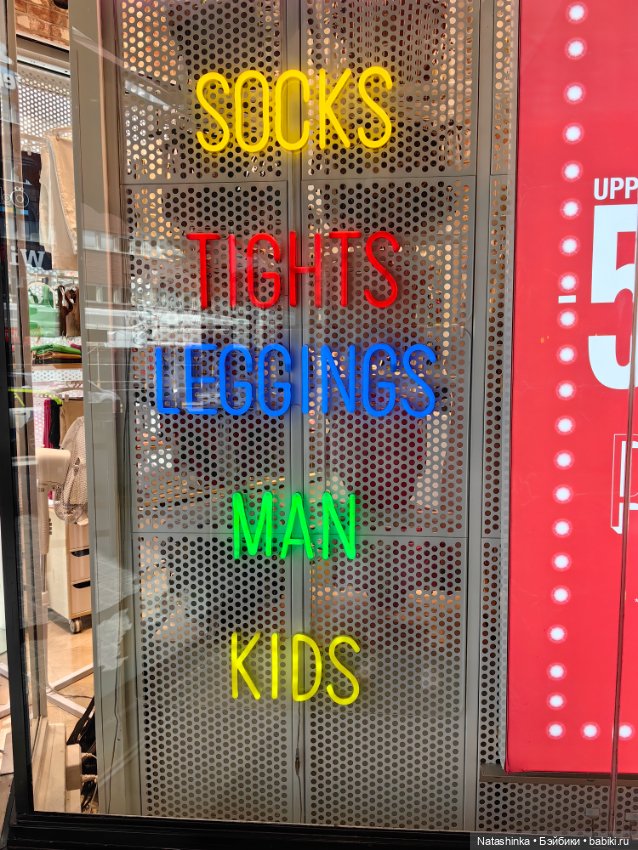 SOCKS
TIGHTS
LEGGINGS
MAN
KIDS
UPP
5
Natashinka • Бэйбики • babiki.ru